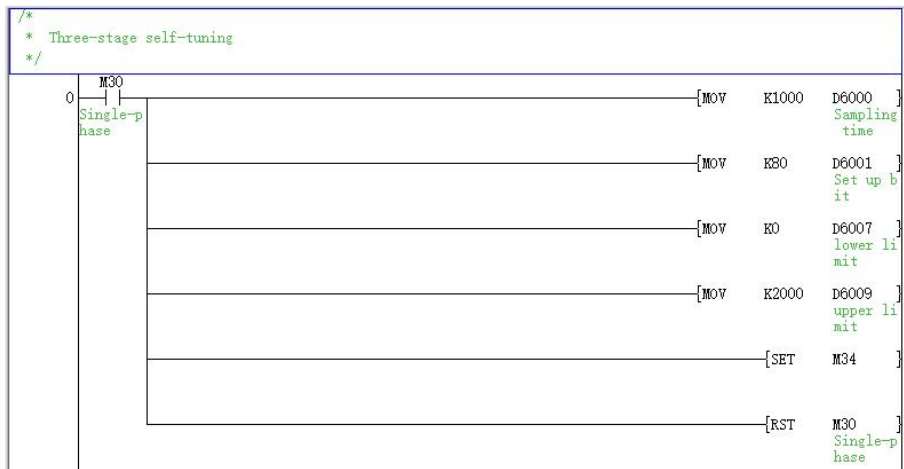 /*
* Three-stage self-tuning
*/
M30
0
Single-p
hase
[MOV K1000 D6000 ]
Sampling
time
[MOV K80 D6001 ]
Set up b
it
[MOV K0 D6007 ]
lower li
mit
[MOV K2000 D6009 ]
upper li
mit
[SET M34 ]
[RST M30 ]
Single-p
hase